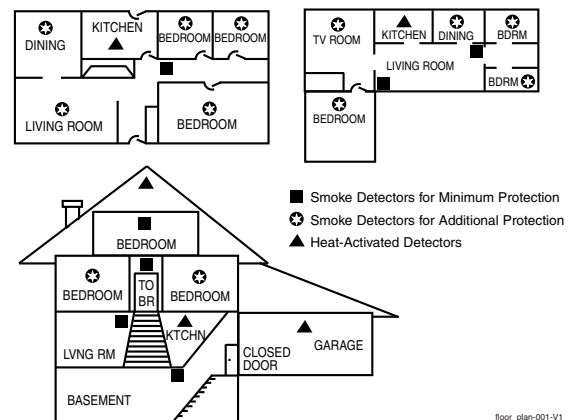 DINING
KITCHEN
BEDROOM
BEDROOM
LIVING ROOM
BEDROOM
TV ROOM
KITCHEN
DINING
BDRM
LIVING ROOM
BDRM
BEDROOM
Smoke Detectors for Minimum Protection
Smoke Detectors for Additional Protection
Heat-Activated Detectors
BEDROOM
BEDROOM
TO
BR
BEDROOM
LVNG RM
KTCHN
CLOSED
DOOR
GARAGE
BASEMENT
floor_plan-001-V1